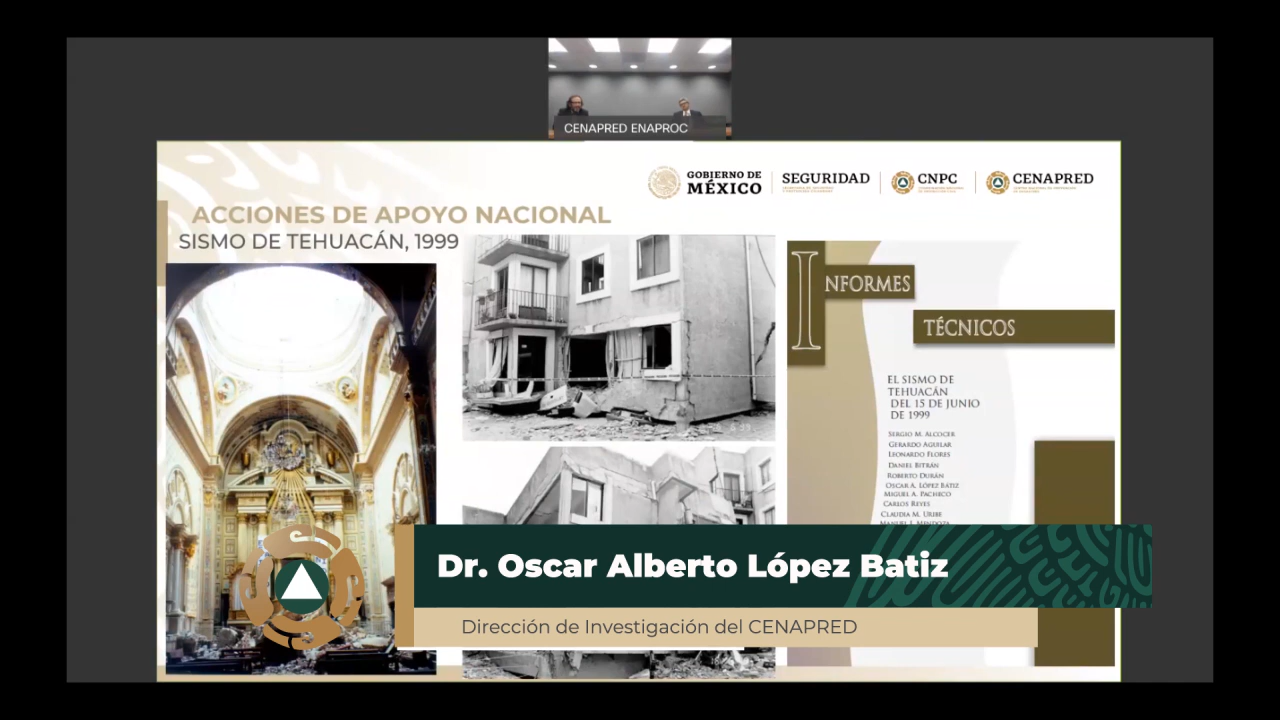 CENAPRED ENAPROC
GOBIERNO DE
MÉXICO
SEGURIDAD
CNPC
CENAPRED
ACCIONES DE APOYO NACIONAL
SISMO DE TEHUACÁN, 1999
INFORMES
TÉCNICOS
EL SISMO DE
TEHUACÁN
DEL 15 DE JUNIO
DE 1999
SERGIO M. ALCOCER
GERARDO AGUILAR
LEONARDO FLORES
DANIEL BITRÁN
ROBERTO DURÁN
OSCAR A. LÓPEZ BATIZ
MIGUEL A. PACHECO
CARLOS REYES
CLAUDIA M. URIBE
MANUEL J. MENDOZA
Dr. Oscar Alberto López Batiz
Dirección de Investigación del CENAPRED